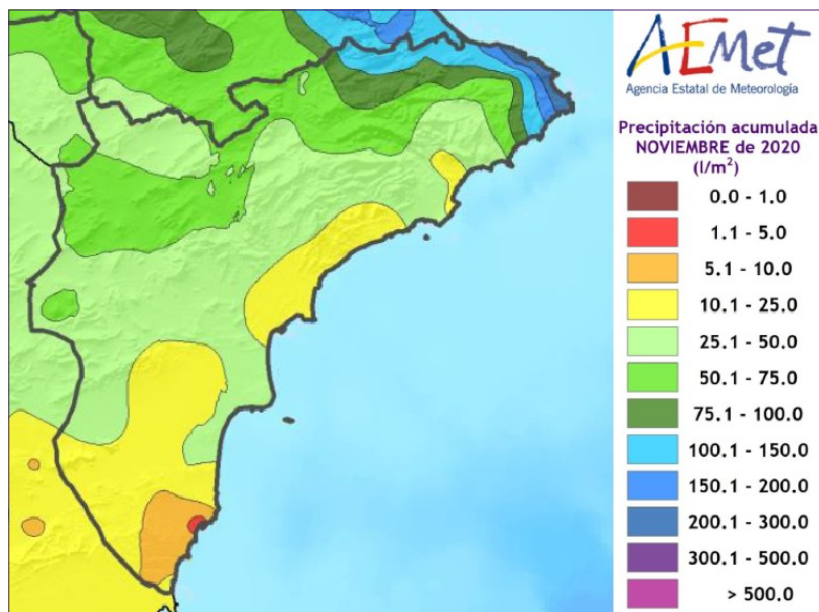 AEmet
Agencia Estatal de Meteorología
Precipitación acumulada
NOVIEMBRE de 2020
(l/m²)
0.0 - 1.0
1.1 - 5.0
5.1 - 10.0
10.1 - 25.0
25.1 - 50.0
50.1 - 75.0
75.1 - 100.0
100.1 - 150.0
150.1 - 200.0
200.1 - 300.0
300.1 - 500.0
> 500.0